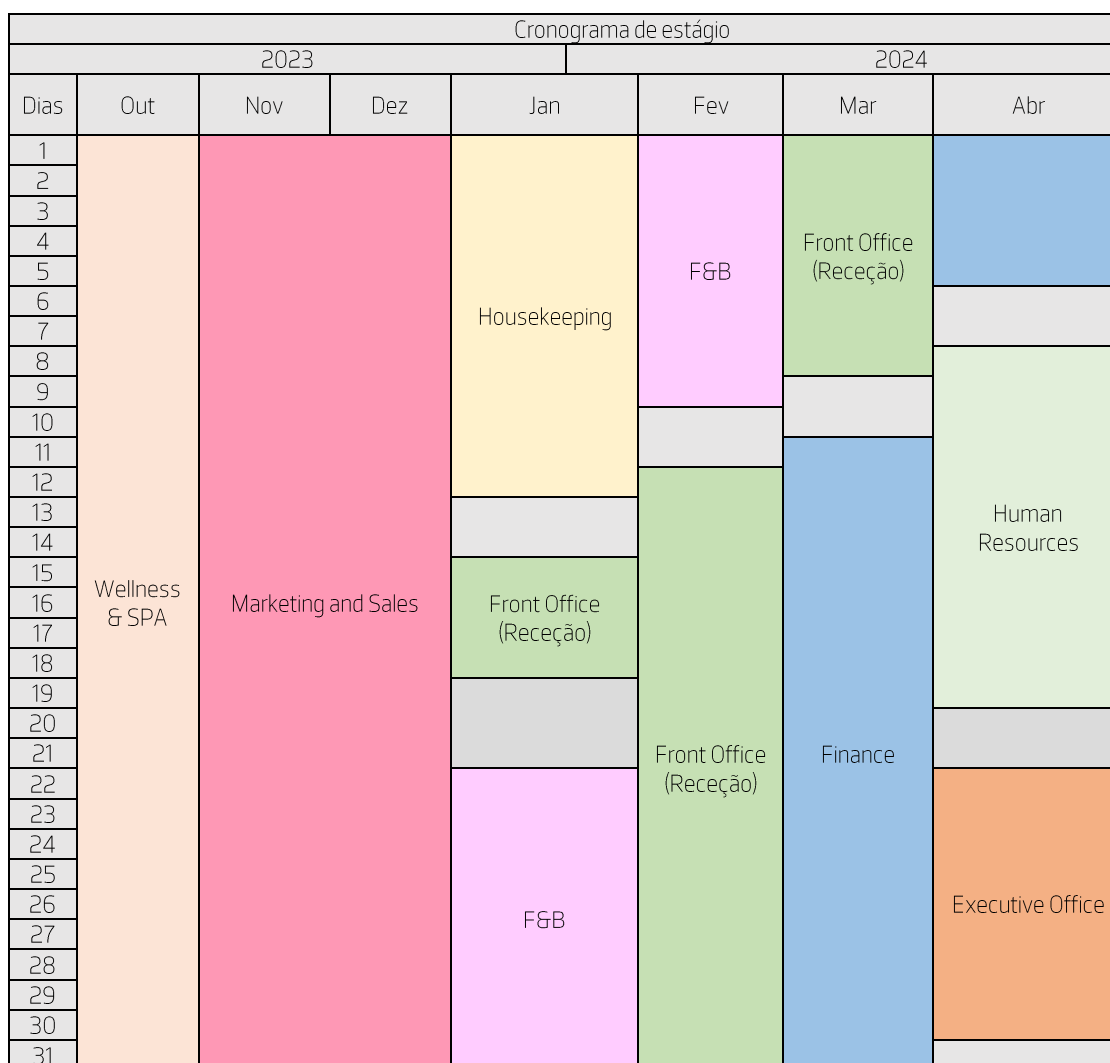 Cronograma de estágio
2023 2024
Dias Out Nov Dez Jan Fev Mar Abr
1
2
3
4
Front Office
(Receção)
5
F&B
6
7
Housekeeping
8
9
10
11
12
13
Human
Resources
14
15
16
Wellness
& SPA
Marketing and Sales
Front Office
(Receção)
17
18
19
20
21
Front Office
(Receção)
Finance
22
23
24
25
26
Executive Office
27
F&B
28
29
30
31